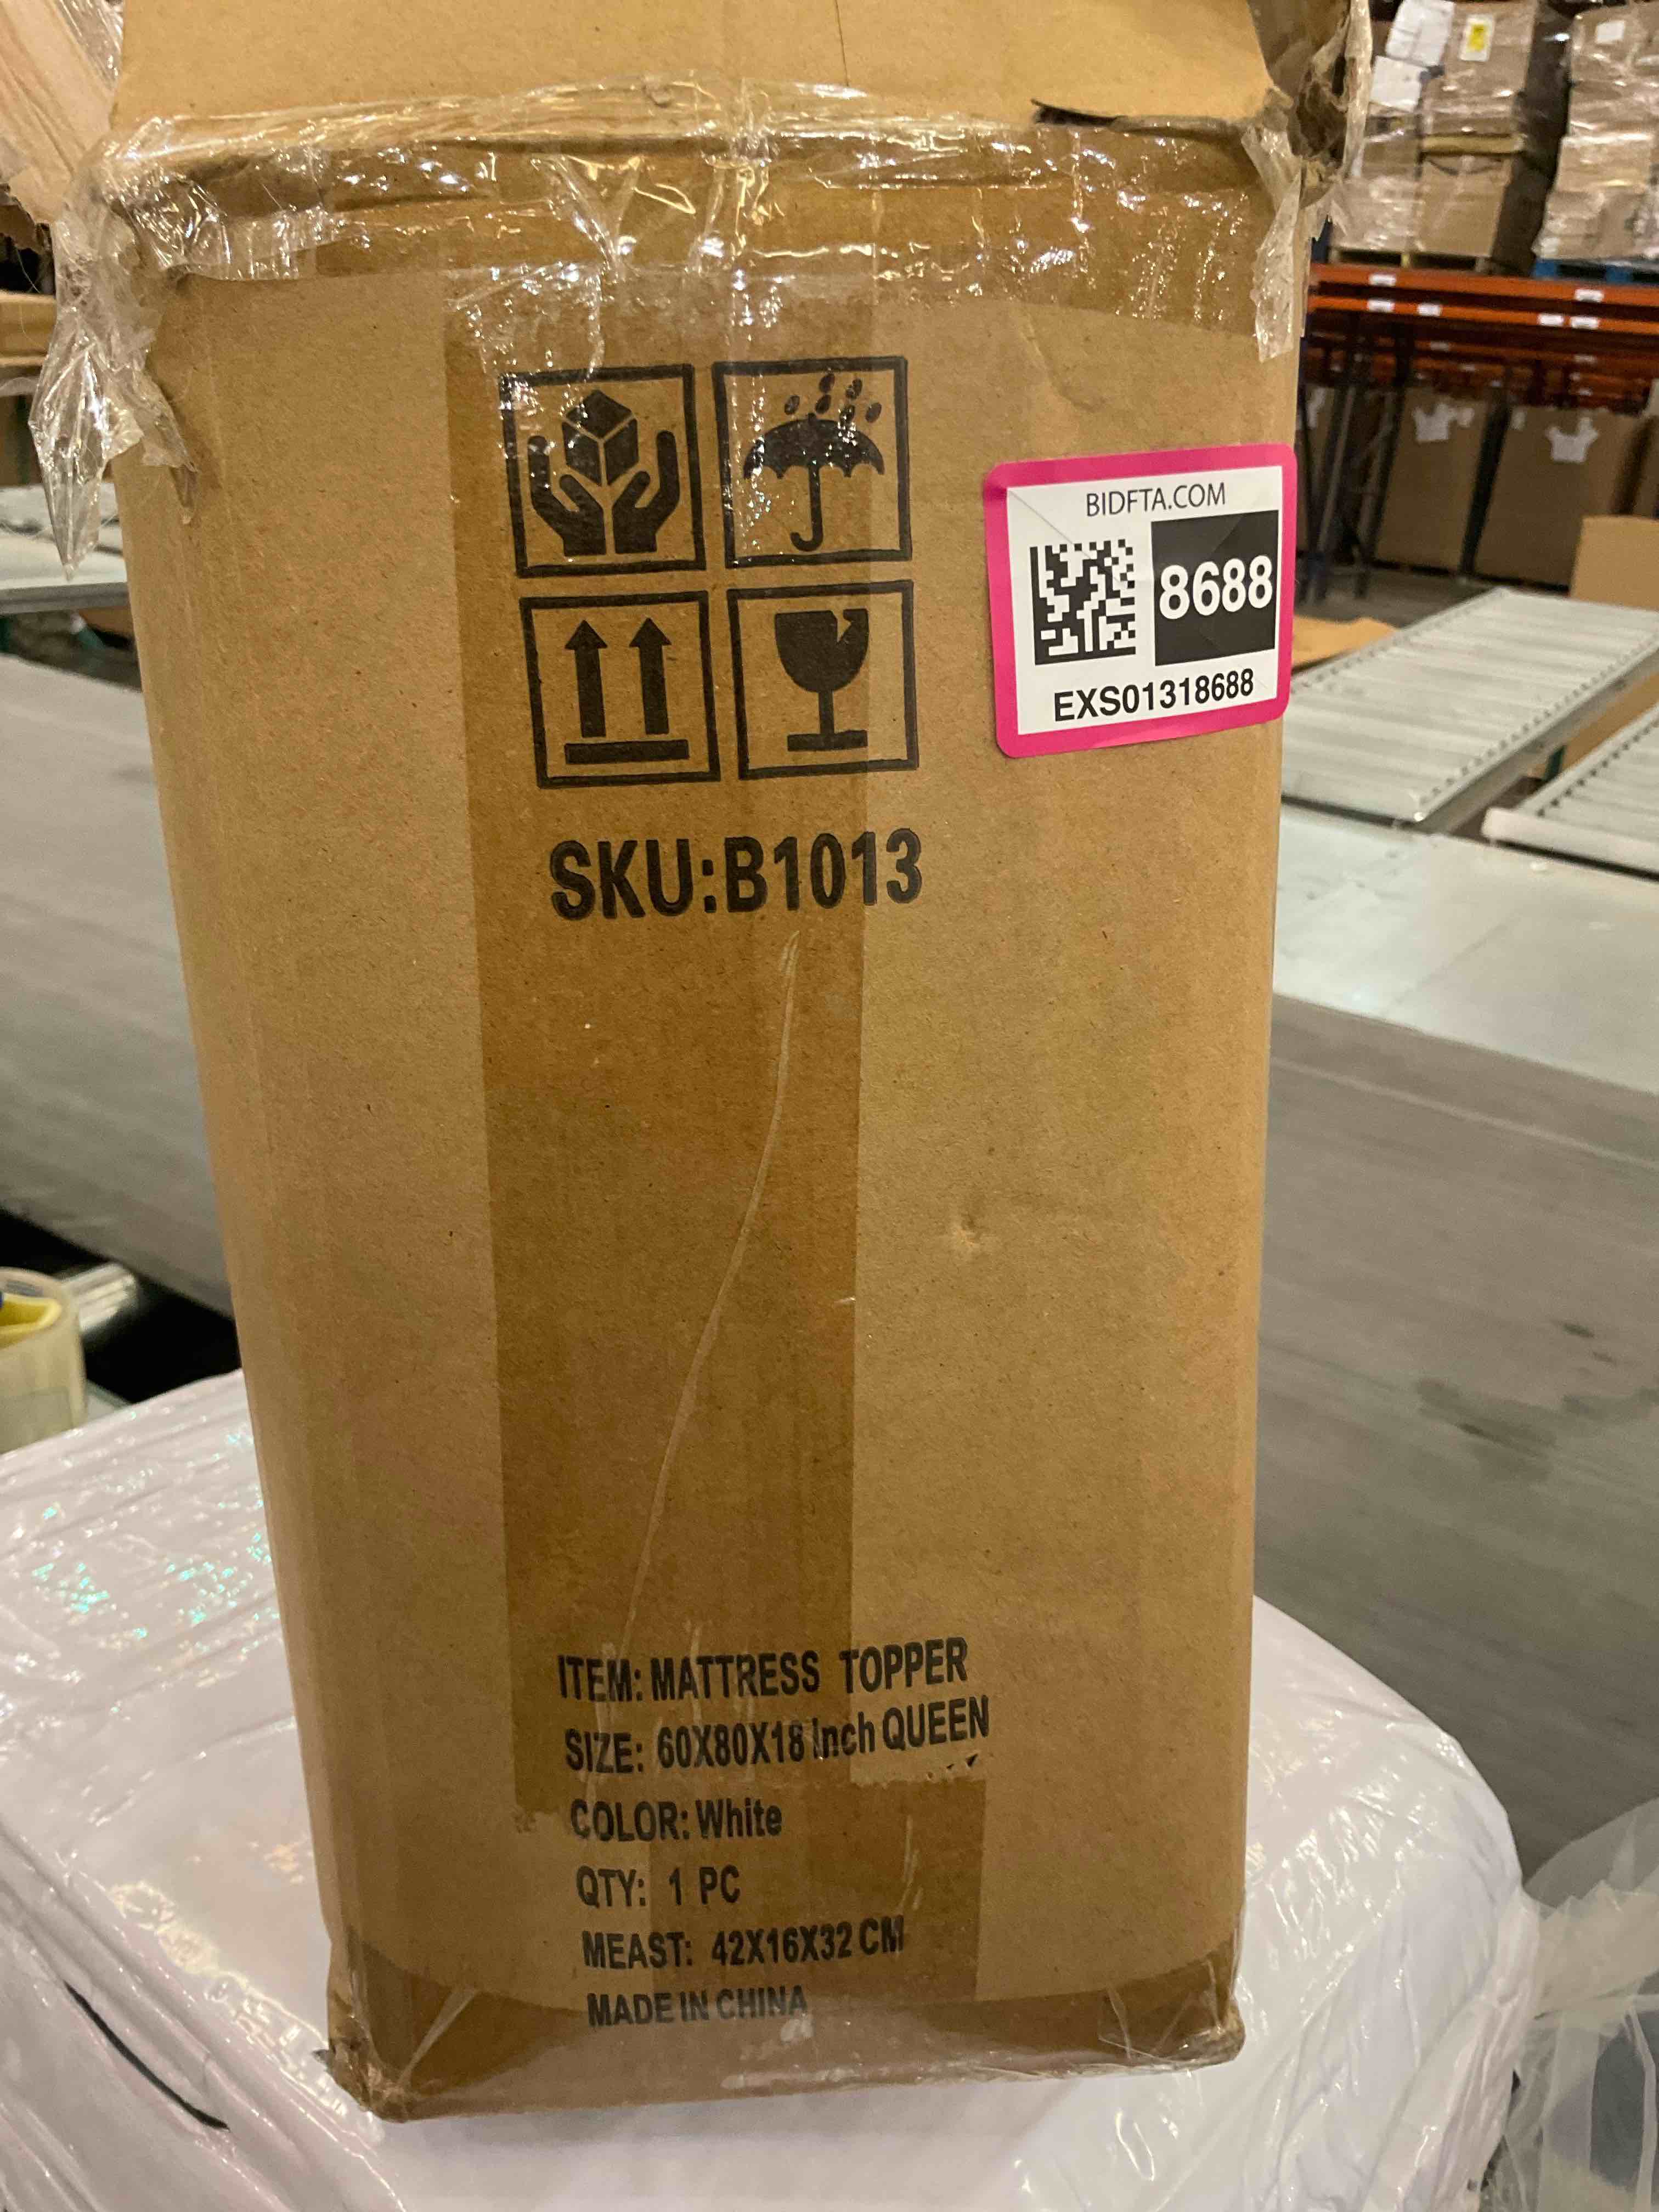 BIDFTA.COM
8688
EXS01318688
SKU:B1013
ITEM: MATTRESS TOPPER
SIZE: 60X80X18 Inch QUEEN
COLOR: White
QTY: 1 PC
MEAST: 42X16X32 CM
MADE IN CHINA